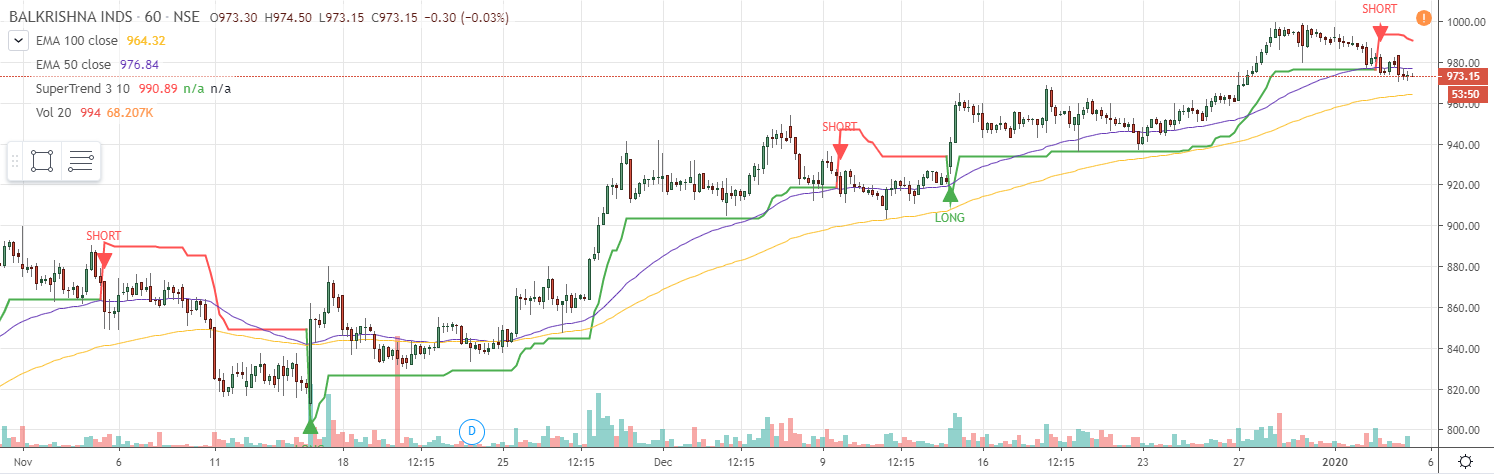 BALKRISHNA INDS · 60 · NSE O973.30 H974.50 L973.15 C973.15 −0.30 (−0.03%)
EMA 100 close 964.32
EMA 50 close 976.84
SuperTrend 3 10 990.89 n/a n/a
Vol 20 994 68.207K
SHORT
SHORT
SHORT
LONG
!
1000.00
980.00
973.15
53:50
960.00
940.00
920.00
900.00
880.00
860.00
840.00
820.00
800.00
D
Nov 6 11 18 12:15 25 12:15 Dec 12:15 9 12:15 16 12:15 23 27 2020 6